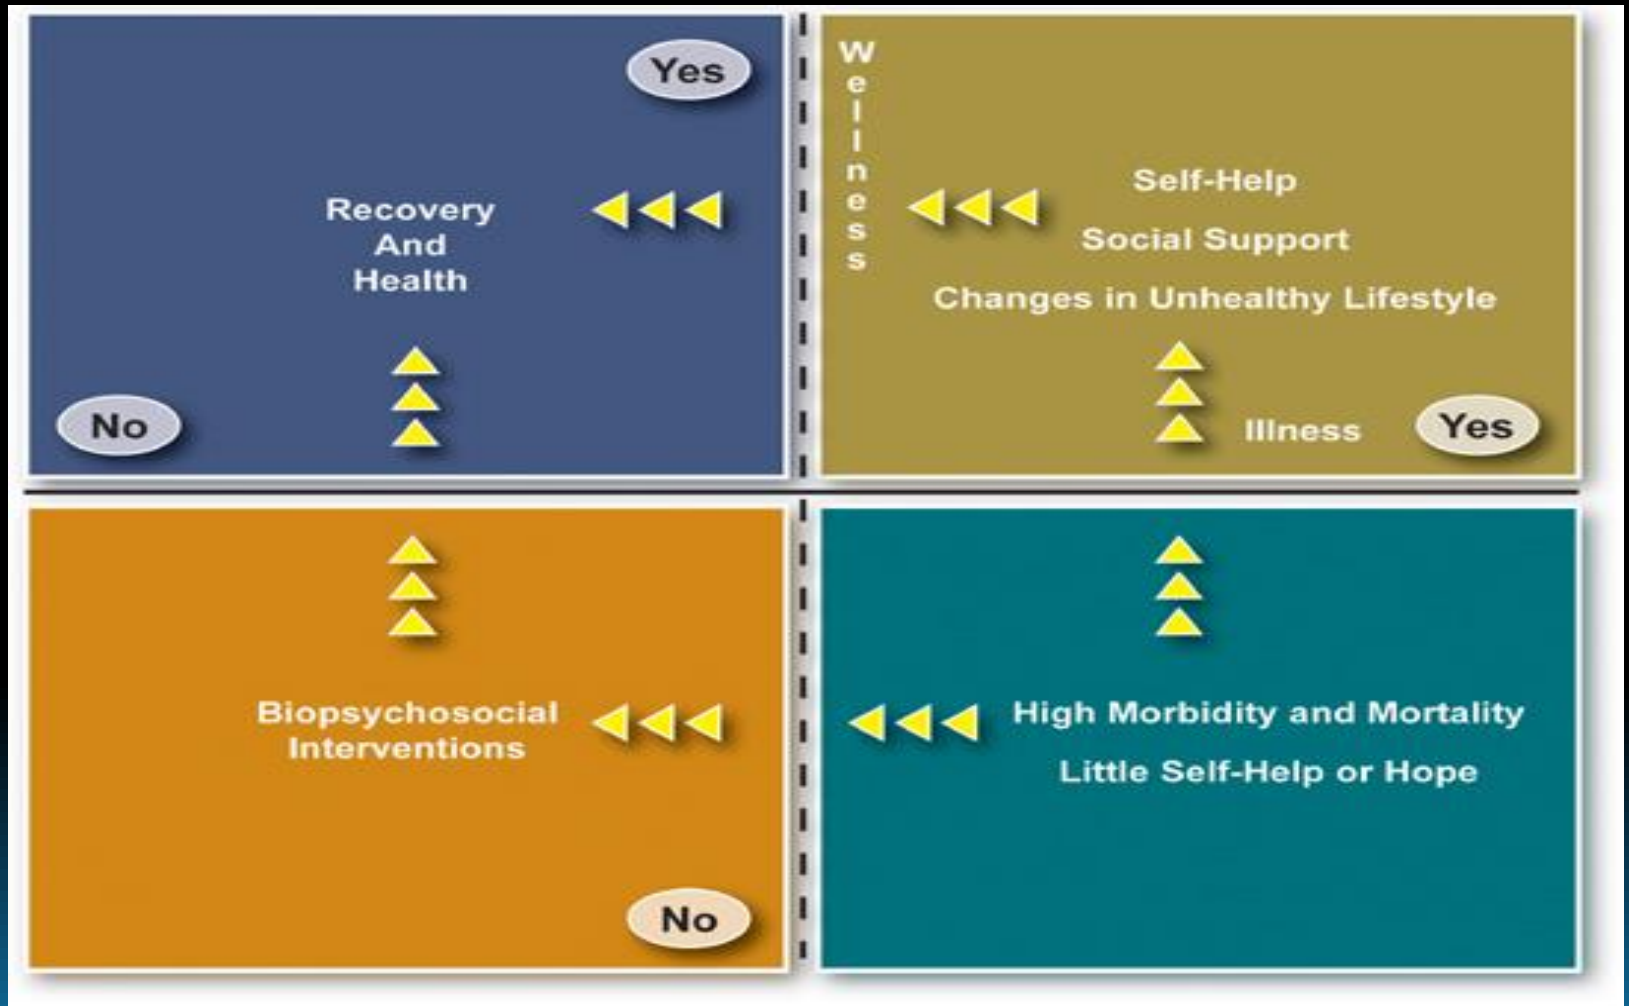 Yes
Recovery
And
Health
No
Wellness
Self-Help
Social Support
Changes in Unhealthy Lifestyle
Illness
Yes
Biopsychosocial
Interventions
No
High Morbidity and Mortality
Little Self-Help or Hope